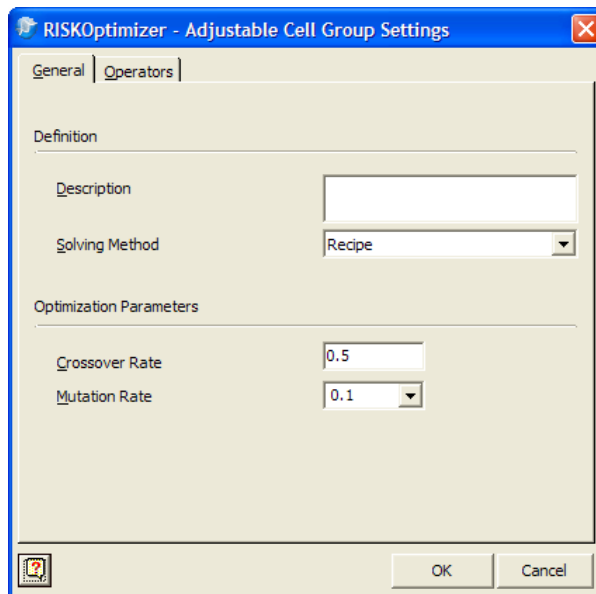 RISKOptimizer - Adjustable Cell Group Settings
General Operators
Definition
Description
Solving Method Recipe
Optimization Parameters
Crossover Rate 0.5
Mutation Rate 0.1
OK Cancel